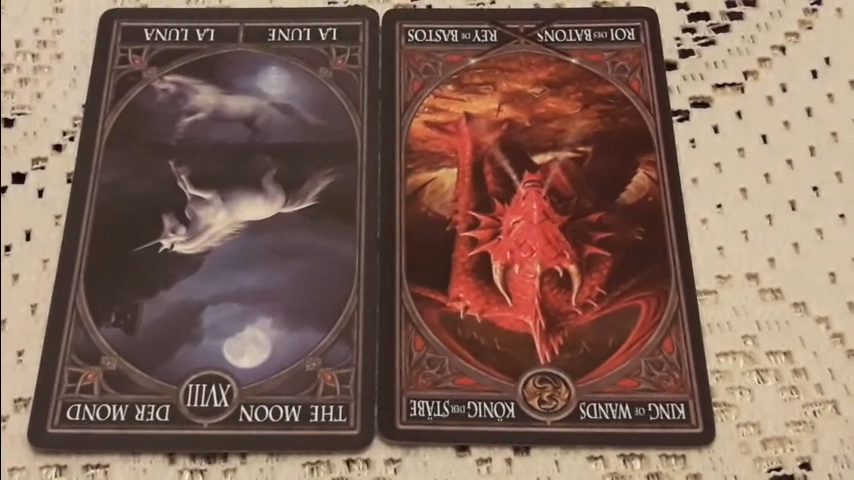 THE MOON XVIII DER MOND
LA LUNE LA LUNA
KING OF WANDS KÖNIG DER STÄBE
ROI DES BATONS REY DE BASTOS